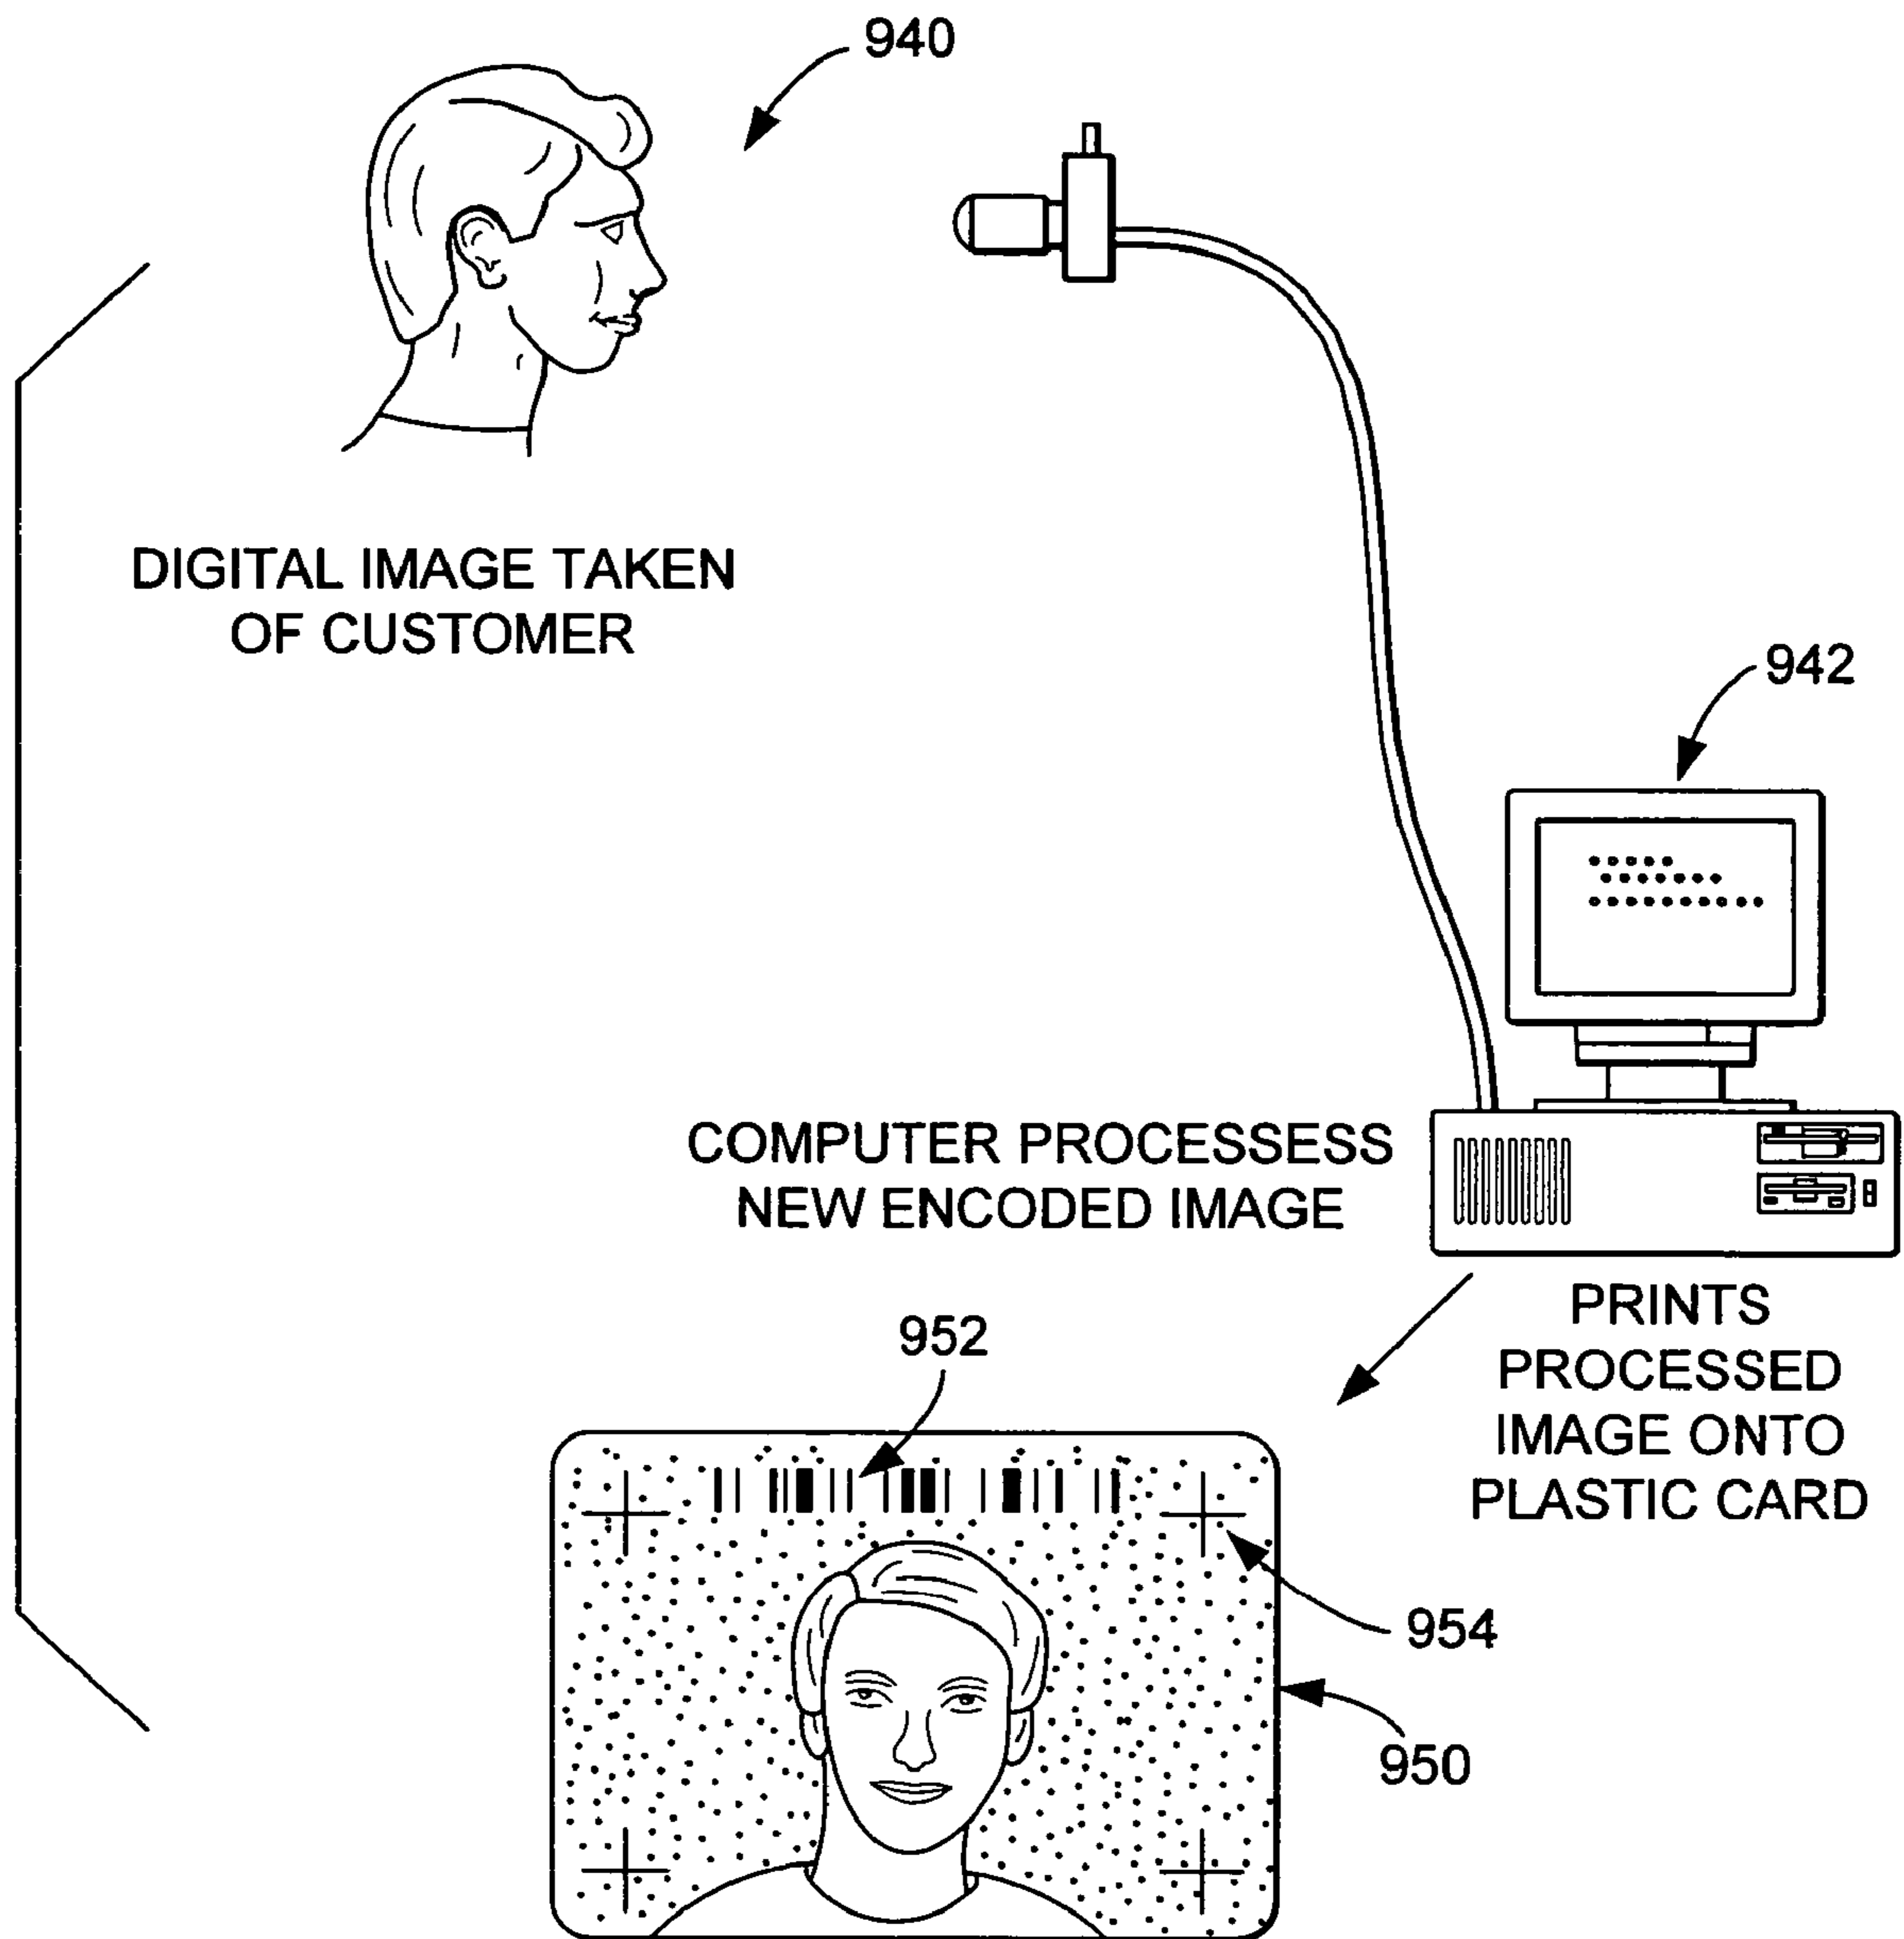 940
DIGITAL IMAGE TAKEN
OF CUSTOMER
942
COMPUTER PROCESSESS
NEW ENCODED IMAGE
PRINTS
PROCESSED
IMAGE ONTO
PLASTIC CARD
952
954
950